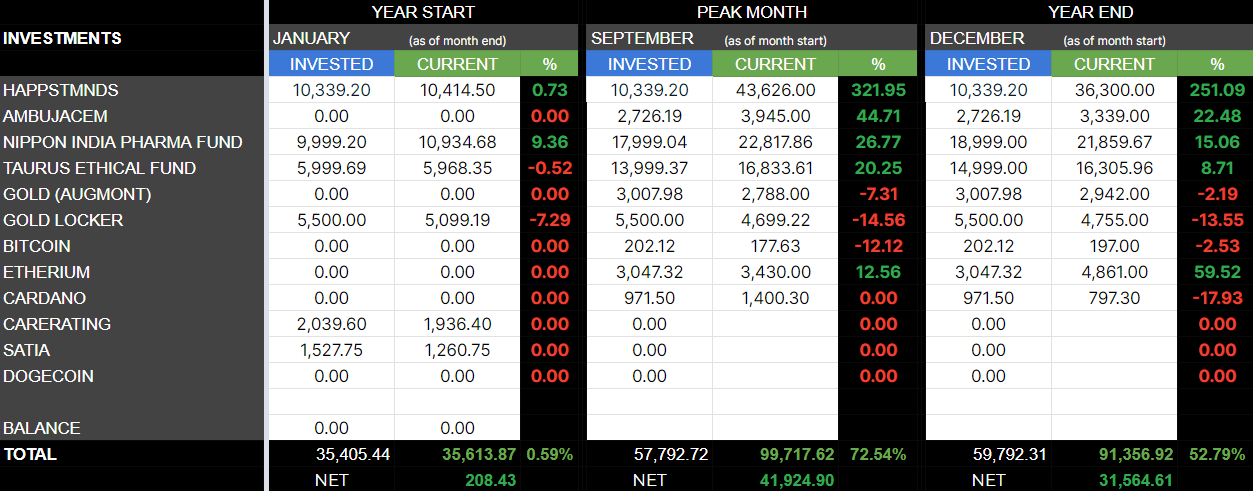 YEAR START PEAK MONTH YEAR END
INVESTMENTS JANUARY (as of month end) SEPTEMBER (as of month start) DECEMBER (as of month start)
INVESTED CURRENT % INVESTED CURRENT % INVESTED CURRENT %
HAPPSTMNDS 10,339.20 10,414.50 0.73 10,339.20 43,626.00 321.95 10,339.20 36,300.00 251.09
AMBUJACEM 0.00 0.00 0.00 2,726.19 3,945.00 44.71 2,726.19 3,339.00 22.48
NIPPON INDIA PHARMA FUND 9,999.20 10,934.68 9.36 17,999.04 22,817.86 26.77 18,999.00 21,859.67 15.06
TAURUS ETHICAL FUND 5,999.69 5,968.35 -0.52 13,999.37 16,833.61 20.25 14,999.00 16,305.96 8.71
GOLD (AUGMONT) 0.00 0.00 0.00 3,007.98 2,788.00 -7.31 3,007.98 2,942.00 -2.19
GOLD LOCKER 5,500.00 5,099.19 -7.29 5,500.00 4,699.22 -14.56 5,500.00 4,755.00 -13.55
BITCOIN 0.00 0.00 0.00 202.12 177.63 -12.12 202.12 197.00 -2.53
ETHERIUM 0.00 0.00 0.00 3,047.32 3,430.00 12.56 3,047.32 4,861.00 59.52
CARDANO 0.00 0.00 0.00 971.50 1,400.30 0.00 971.50 797.30 -17.93
CARERATING 2,039.60 1,936.40 0.00 0.00 0.00 0.00 0.00
SATIA 1,527.75 1,260.75 0.00 0.00 0.00 0.00 0.00
DOGECOIN 0.00 0.00 0.00 0.00 0.00 0.00 0.00
BALANCE 0.00 0.00
TOTAL 35,405.44 35,613.87 0.59% 57,792.72 99,717.62 72.54% 59,792.31 91,356.92 52.79%
NET 208.43 NET 41,924.90 NET 31,564.61